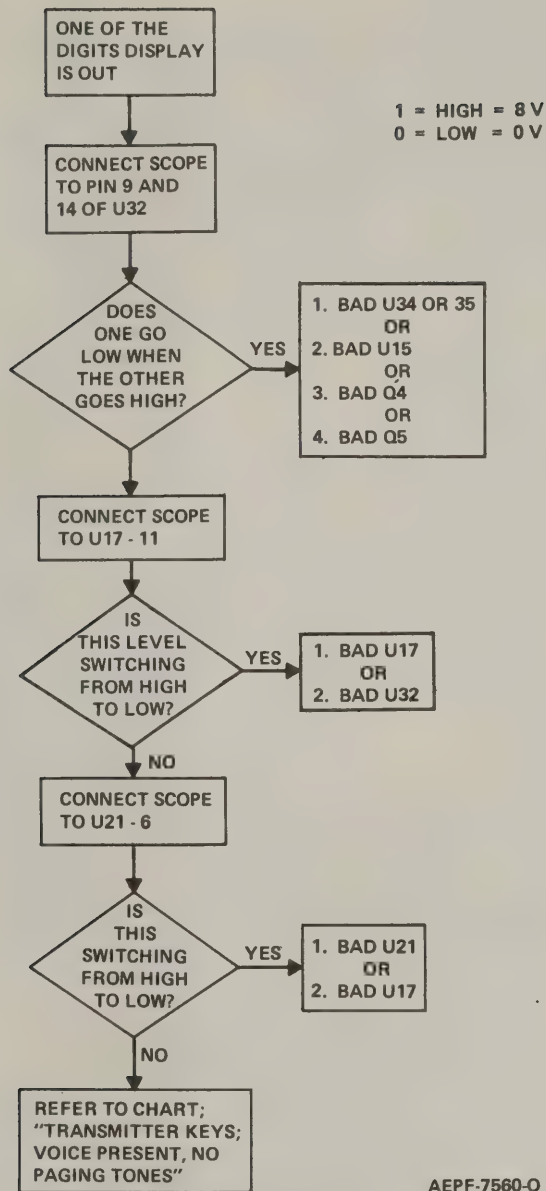 ONE OF THE
DIGITS DISPLAY
IS OUT
1 = HIGH = 8 V
0 = LOW = 0 V
CONNECT SCOPE
TO PIN 9 AND
14 OF U32
DOES
ONE GO
LOW WHEN
THE OTHER
GOES HIGH?
YES
1. BAD U34 OR 35
OR
2. BAD U15
OR
3. BAD Q4
OR
4. BAD Q5
CONNECT SCOPE
TO U17 - 11
IS
THIS LEVEL
SWITCHING
FROM HIGH
TO LOW?
YES
1. BAD U17
OR
2. BAD U32
NO
CONNECT SCOPE
TO U21 - 6
IS
THIS
SWITCHING
FROM HIGH
TO LOW?
YES
1. BAD U21
OR
2. BAD U17
NO
REFER TO CHART;
"TRANSMITTER KEYS;
VOICE PRESENT, NO
PAGING TONES"
AEPF-7560-O